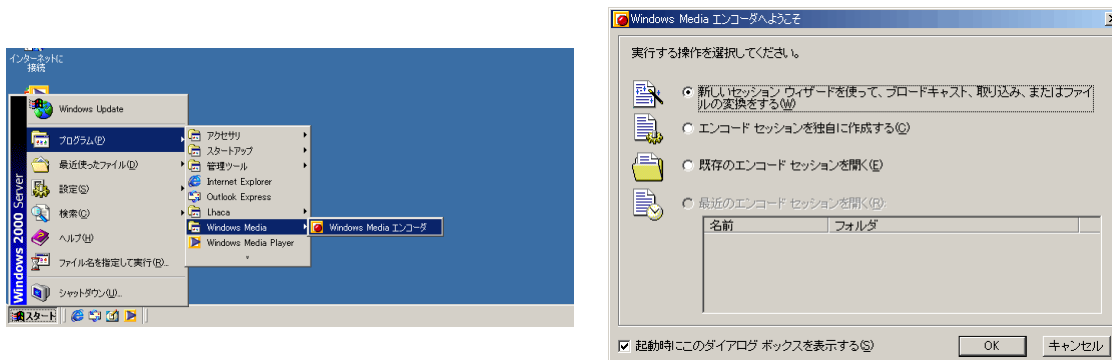 インターネットに
接続
Windows Update
プログラム(P)
最近使ったファイル(D)
設定(S)
検索(C)
ヘルプ(H)
ファイル名を指定して実行(R)...
シャットダウン(U)...
Windows 2000 Server
スタート
アクセサリ
スタートアップ
管理ツール
Internet Explorer
Outlook Express
Lhaca
Windows Media
Windows Media Player
Windows Media エンコーダ
Windows Media エンコーダへようこそ
実行する操作を選択してください。
新しいセッション ウィザードを使って、ブロードキャスト、取り込み、またはファイ
ルの変換をする(W)
エンコード セッションを独自に作成する(C)
既存のエンコード セッションを開く(E)
最近のエンコード セッションを開く(R):
名前
フォルダ
起動時にこのダイアログ ボックスを表示する(S)
OK
キャンセル